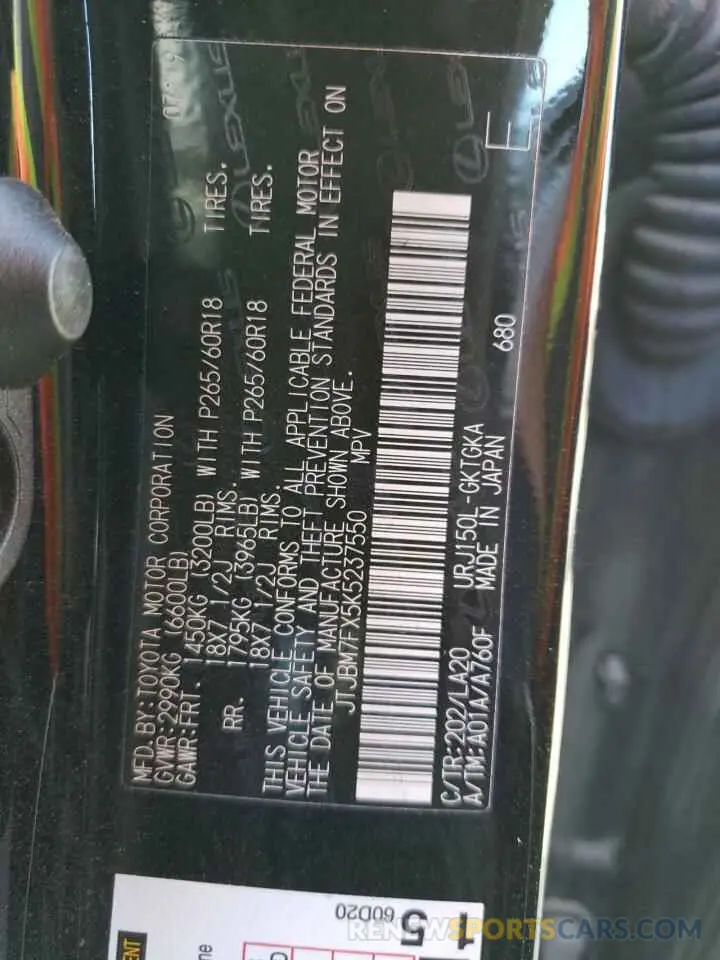 MFD.BY:TOYOTA MOTOR CORPORATION 07/19
GVWR:2990KG (6600LB)
GAWR:FRT. 1450KG (3200LB) WITH P265/60R18 TIRES.
18X7 1/2J RIMS.
RR. 1795KG (3965LB) WITH P265/60R18 TIRES.
18X7 1/2J RIMS.
THIS VEHICLE CONFORMS TO ALL APPLICABLE FEDERAL MOTOR
VEHICLE SAFETY AND THEFT PREVENTION STANDARDS IN EFFECT ON
THE DATE OF MANUFACTURE SHOWN ABOVE.
JTJBM7FX5K5237550 MPV
C/TR:202/LA20 URJ150L-GKTGKA
A/TM:A01A/A760F MADE IN JAPAN 680
E
LEXUS
60D20
RENEWSPORTSCARS.COM